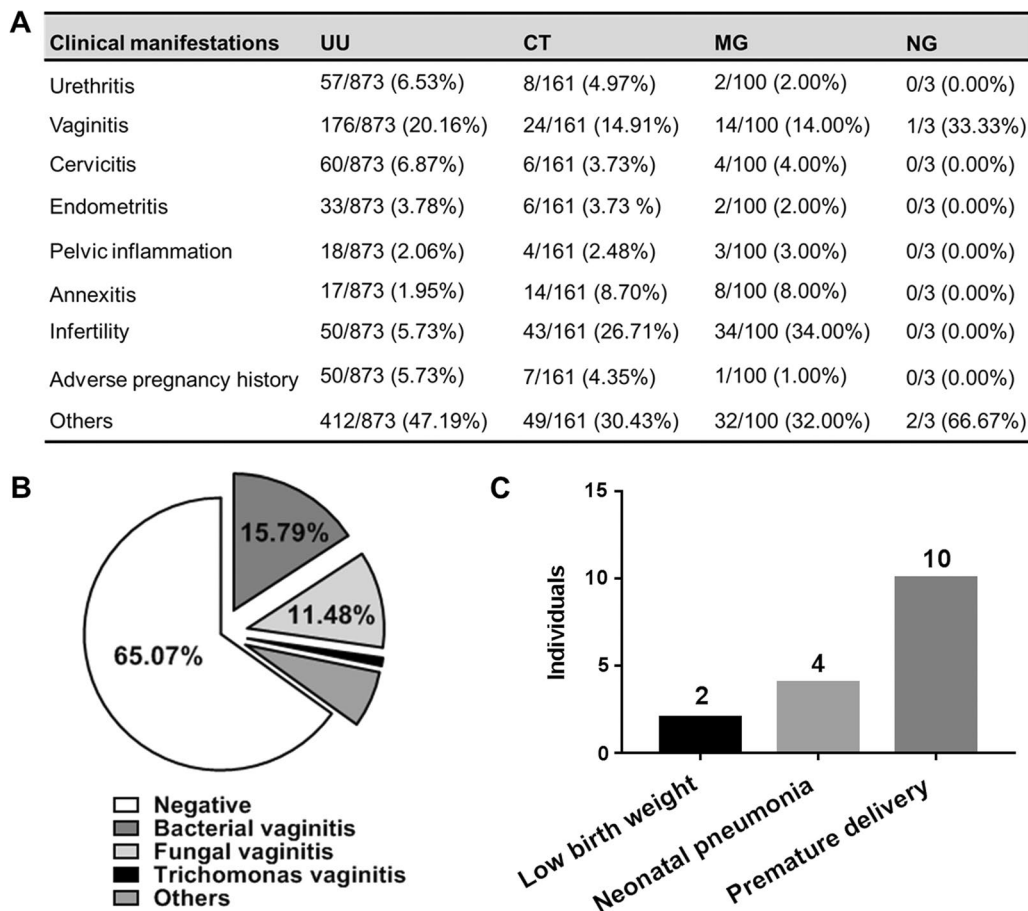 A
Clinical manifestations UU CT MG NG
Urethritis 57/873 (6.53%) 8/161 (4.97%) 2/100 (2.00%) 0/3 (0.00%)
Vaginitis 176/873 (20.16%) 24/161 (14.91%) 14/100 (14.00%) 1/3 (33.33%)
Cervicitis 60/873 (6.87%) 6/161 (3.73%) 4/100 (4.00%) 0/3 (0.00%)
Endometritis 33/873 (3.78%) 6/161 (3.73 %) 2/100 (2.00%) 0/3 (0.00%)
Pelvic inflammation 18/873 (2.06%) 4/161 (2.48%) 3/100 (3.00%) 0/3 (0.00%)
Annexitis 17/873 (1.95%) 14/161 (8.70%) 8/100 (8.00%) 0/3 (0.00%)
Infertility 50/873 (5.73%) 43/161 (26.71%) 34/100 (34.00%) 0/3 (0.00%)
Adverse pregnancy history 50/873 (5.73%) 7/161 (4.35%) 1/100 (1.00%) 0/3 (0.00%)
Others 412/873 (47.19%) 49/161 (30.43%) 32/100 (32.00%) 2/3 (66.67%)
B
15.79%
11.48%
65.07%
Negative
Bacterial vaginitis
Fungal vaginitis
Trichomonas vaginitis
Others
C
Individuals
15
10
5
0
2
4
10
Low birth weight
Neonatal pneumonia
Premature delivery